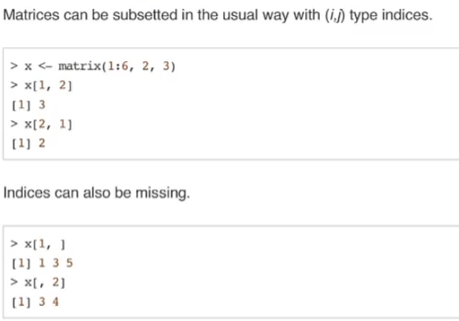 Matrices can be subsetted in the usual way with (i,j) type indices.
> x <- matrix(1:6, 2, 3)
> x[1, 2]
[1] 3
> x[2, 1]
[1] 2
Indices can also be missing.
> x[1, ]
[1] 1 3 5
> x[, 2]
[1] 3 4